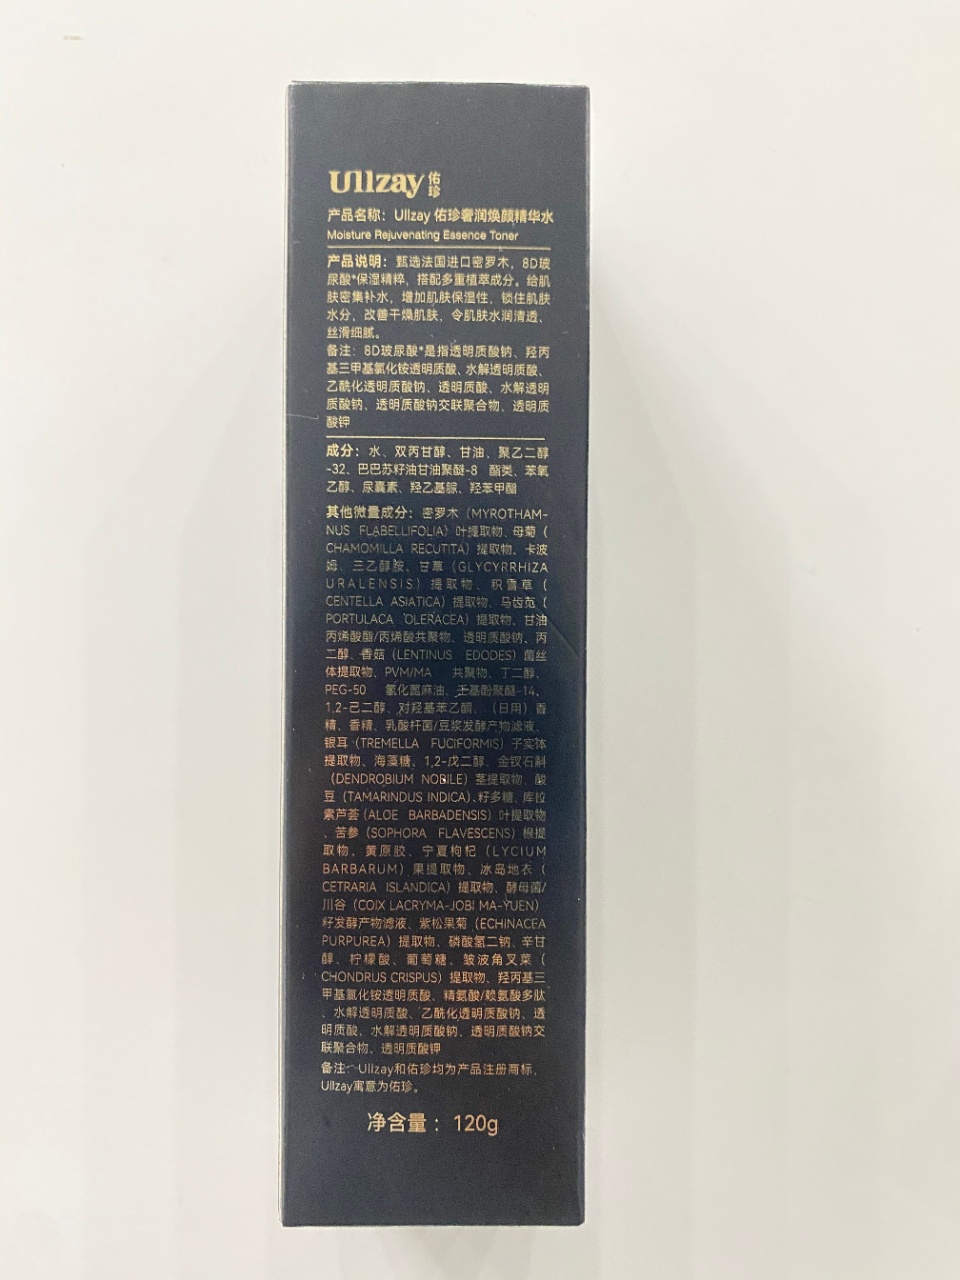 Ullzay 佑珍
产品名称：Ullzay 佑珍奢润焕颜精华水
Moisture Rejuvenating Essence Toner
产品说明：甄选法国进口密罗木，8D玻
尿酸*保湿精粹，搭配多重植萃成分。给肌
肤密集补水，增加肌肤保湿性，锁住肌肤
水分，改善干燥肌肤，令肌肤水润清透、
丝滑细腻。
备注：8D玻尿酸*是指透明质酸钠、羟丙
基三甲基氯化铵透明质酸、水解透明质酸、
乙酰化透明质酸钠、透明质酸、水解透明
质酸钠、透明质酸钠交联聚合物、透明质
酸钾
成分：水、双丙甘醇、甘油、聚乙二醇
-32、巴巴苏籽油甘油聚醚-8 酯类、苯氧
乙醇、尿囊素、羟乙基脲、羟苯甲酯
其他微量成分：密罗木（MYROTHAM-
NUS FLABELLIFOLIA）叶提取物、母菊（
CHAMOMILLA RECUTITA）提取物、卡波
姆、三乙醇胺、甘草（GLYCYRRHIZA
URALENSIS）提取物、积雪草（
CENTELLA ASIATICA）提取物、马齿苋（
PORTULACA OLERACEA）提取物、甘油
丙烯酸酯/丙烯酸共聚物、透明质酸钠、丙
二醇、香菇（LENTINUS EDODES）菌丝
体提取物、PVM/MA 共聚物、丁二醇、
PEG-50 氢化蓖麻油、壬基酚聚醚-14、
1,2-己二醇、对羟基苯乙酮、（日用）香
精、香精、乳酸杆菌/豆浆发酵产物滤液、
银耳（TREMELLA FUCIFORMIS）子实体
提取物、海藻糖、1,2-戊二醇、金钗石斛
（DENDROBIUM NOBILE）茎提取物、酸
豆（TAMARINDUS INDICA）籽多糖、库拉
索芦荟（ALOE BARBADENSIS）叶提取物
、苦参（SOPHORA FLAVESCENS）根提
取物、黄原胶、宁夏枸杞（LYCIUM
BARBARUM）果提取物、冰岛地衣（
CETRARIA ISLANDICA）提取物、酵母菌/
川谷（COIX LACRYMA-JOBI MA-YUEN）
籽发酵产物滤液、紫松果菊（ECHINACEA
PURPUREA）提取物、磷酸氢二钠、辛甘
醇、柠檬酸、葡萄糖、皱波角叉菜（
CHONDRUS CRISPUS）提取物、羟丙基三
甲基氯化铵透明质酸、精氨酸/赖氨酸多肽
、水解透明质酸、乙酰化透明质酸钠、透
明质酸、水解透明质酸钠、透明质酸钠交
联聚合物、透明质酸钾
备注：Ullzay和佑珍均为产品注册商标，
Ullzay寓意为佑珍。
净含量：120g